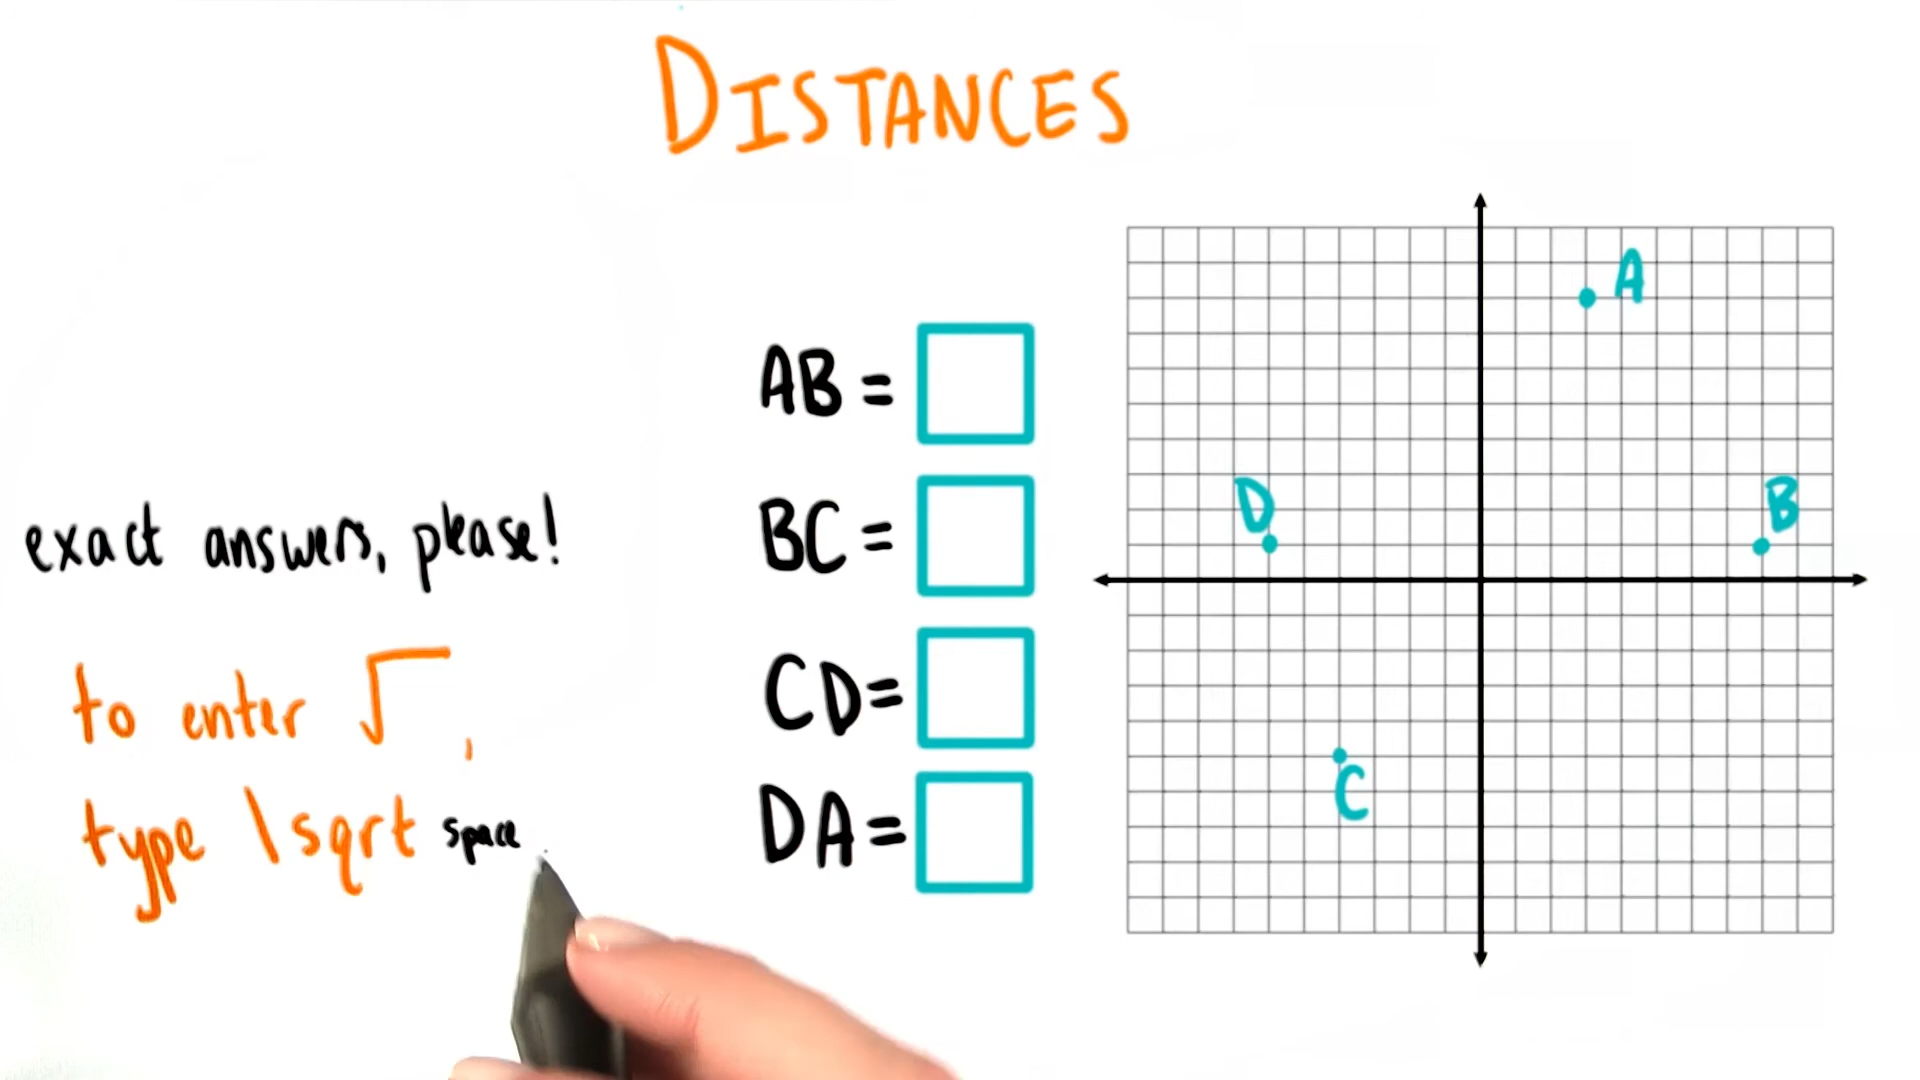 DISTANCES
exact answers, please!
to enter √ ,
type \sqrt space
AB =
BC =
CD =
DA =
A
D
B
C